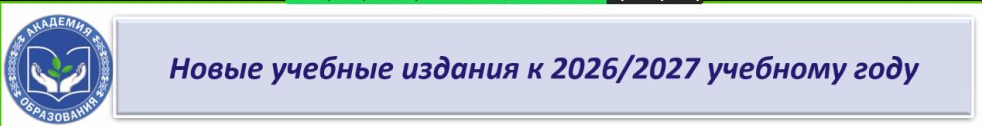 АКАДЕМИЯ
ОБРАЗОВАНИЯ
Новые учебные издания к 2026/2027 учебному году